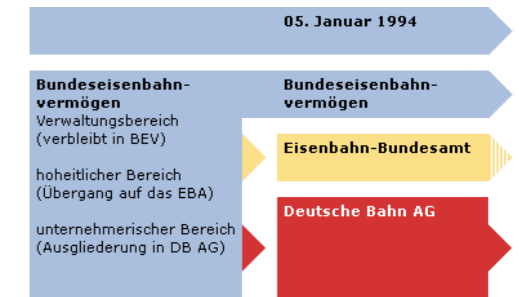 05. Januar 1994
Bundeseisenbahn-
vermögen
Verwaltungsbereich
(verbleibt in BEV)
hoheitlicher Bereich
(Übergang auf das EBA)
unternehmerischer Bereich
(Ausgliederung in DB AG)
Bundeseisenbahn-
vermögen
Eisenbahn-Bundesamt
Deutsche Bahn AG